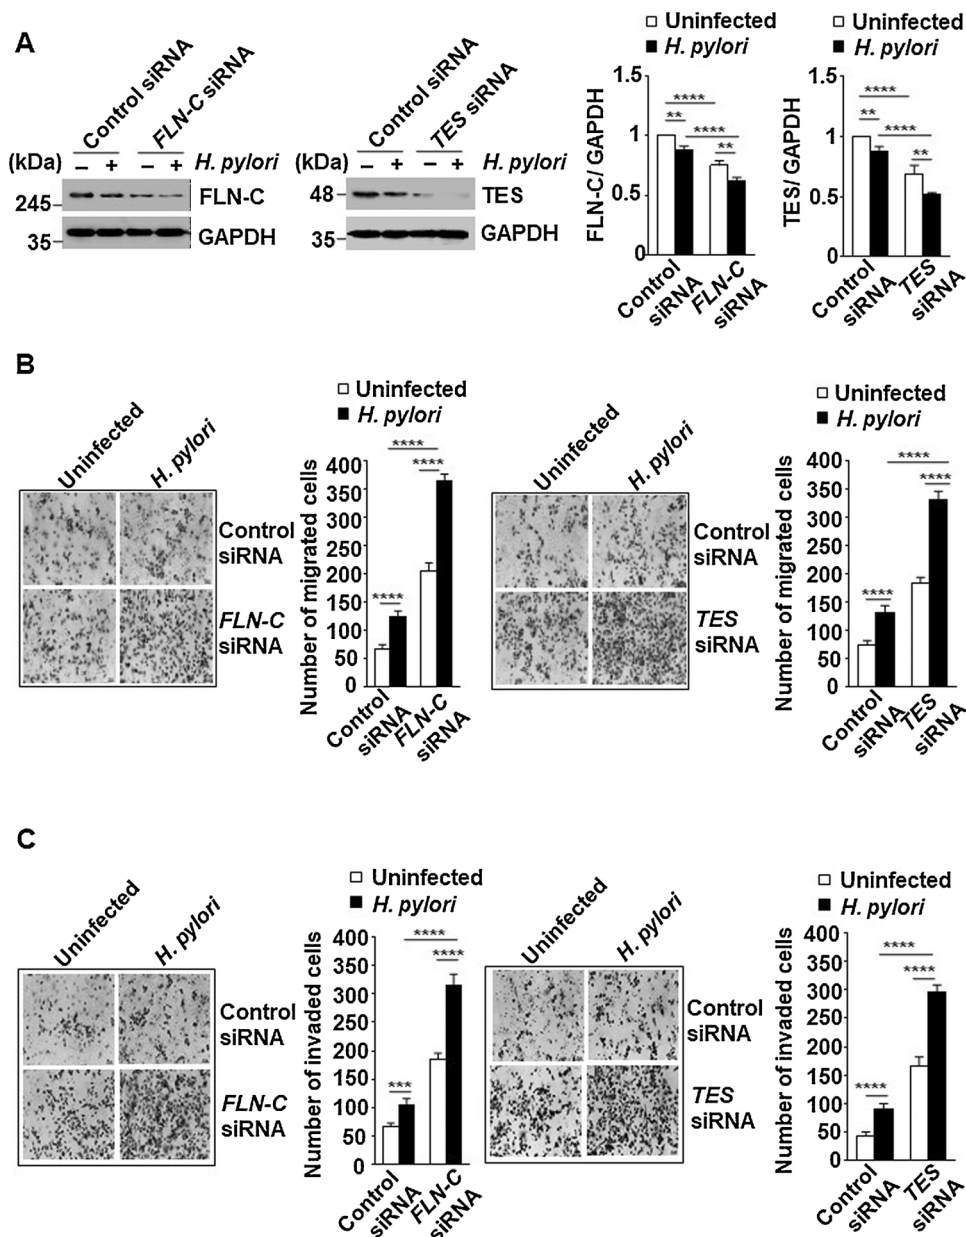 A
Control siRNA
FLN-C siRNA
(kDa)
– + – + H. pylori
245
FLN-C
35
GAPDH
Control siRNA
TES siRNA
(kDa)
– + – + H. pylori
48
TES
35
GAPDH
Uninfected
H. pylori
FLN-C/ GAPDH
1.5
1
0.5
0
****
**
****
**
Control siRNA
FLN-C siRNA
Uninfected
H. pylori
TES/ GAPDH
1.5
1
0.5
0
****
**
****
**
Control siRNA
TES siRNA
B
Uninfected
H. pylori
Control
siRNA
FLN-C
siRNA
Uninfected
H. pylori
Number of migrated cells
400
350
300
250
200
150
100
50
0
****
****
****
Control siRNA
FLN-C siRNA
Uninfected
H. pylori
Control
siRNA
TES
siRNA
Uninfected
H. pylori
Number of migrated cells
400
350
300
250
200
150
100
50
0
****
****
****
Control siRNA
TES siRNA
C
Uninfected
H. pylori
Control
siRNA
FLN-C
siRNA
Uninfected
H. pylori
Number of invaded cells
400
350
300
250
200
150
100
50
0
****
****
***
Control siRNA
FLN-C siRNA
Uninfected
H. pylori
Control
siRNA
TES
siRNA
Uninfected
H. pylori
Number of invaded cells
400
350
300
250
200
150
100
50
0
****
****
****
Control siRNA
TES siRNA